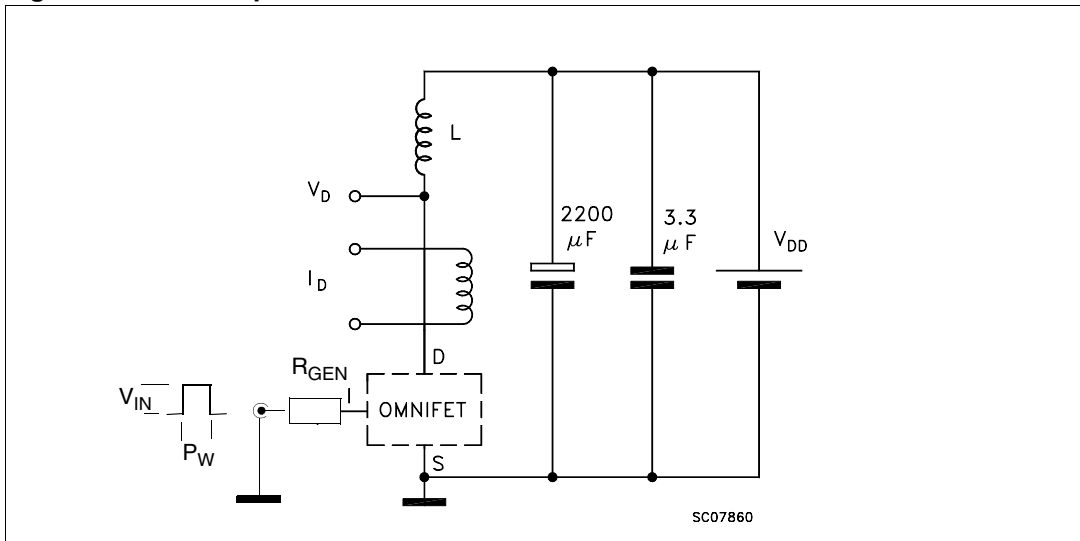 L
V_D
2200
μF
3.3
μF
V_DD
I_D
D
R_GEN
I
V_IN
OMNIFET
P_W
S
SC07860